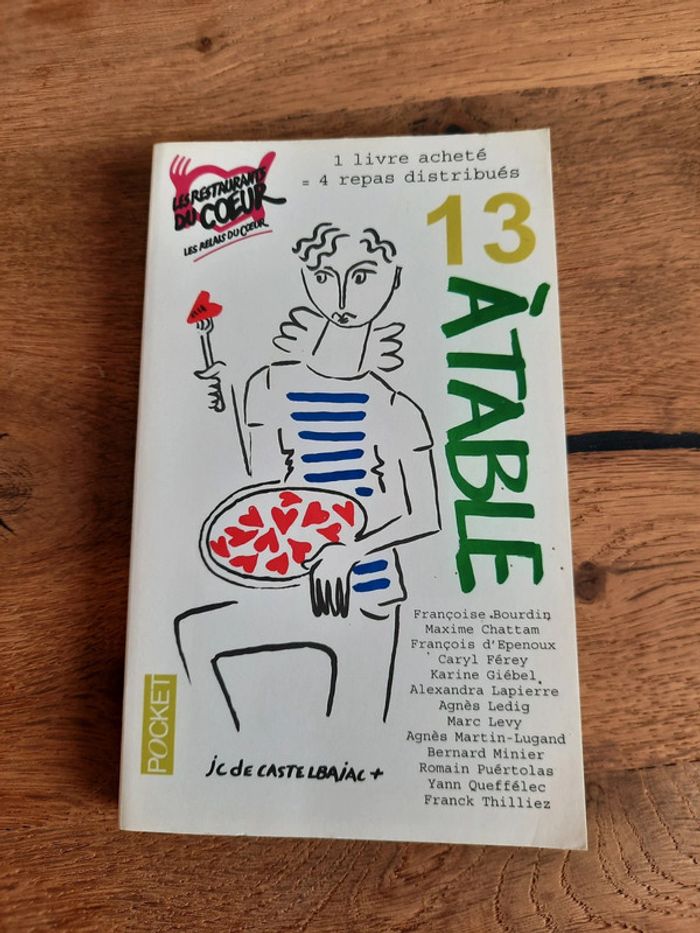 LES RESTAURANTS
DU COEUR
LES RELAIS DU COEUR
1 livre acheté
= 4 repas distribués
13
À TABLE
Françoise Bourdin
Maxime Chattam
François d'Epenoux
Caryl Férey
Karine Giébel
Alexandra Lapierre
Agnès Ledig
Marc Levy
Agnès Martin-Lugand
Bernard Minier
Romain Puértolas
Yann Queffélec
Franck Thilliez
POCKET
jc de CASTELBAJAC +